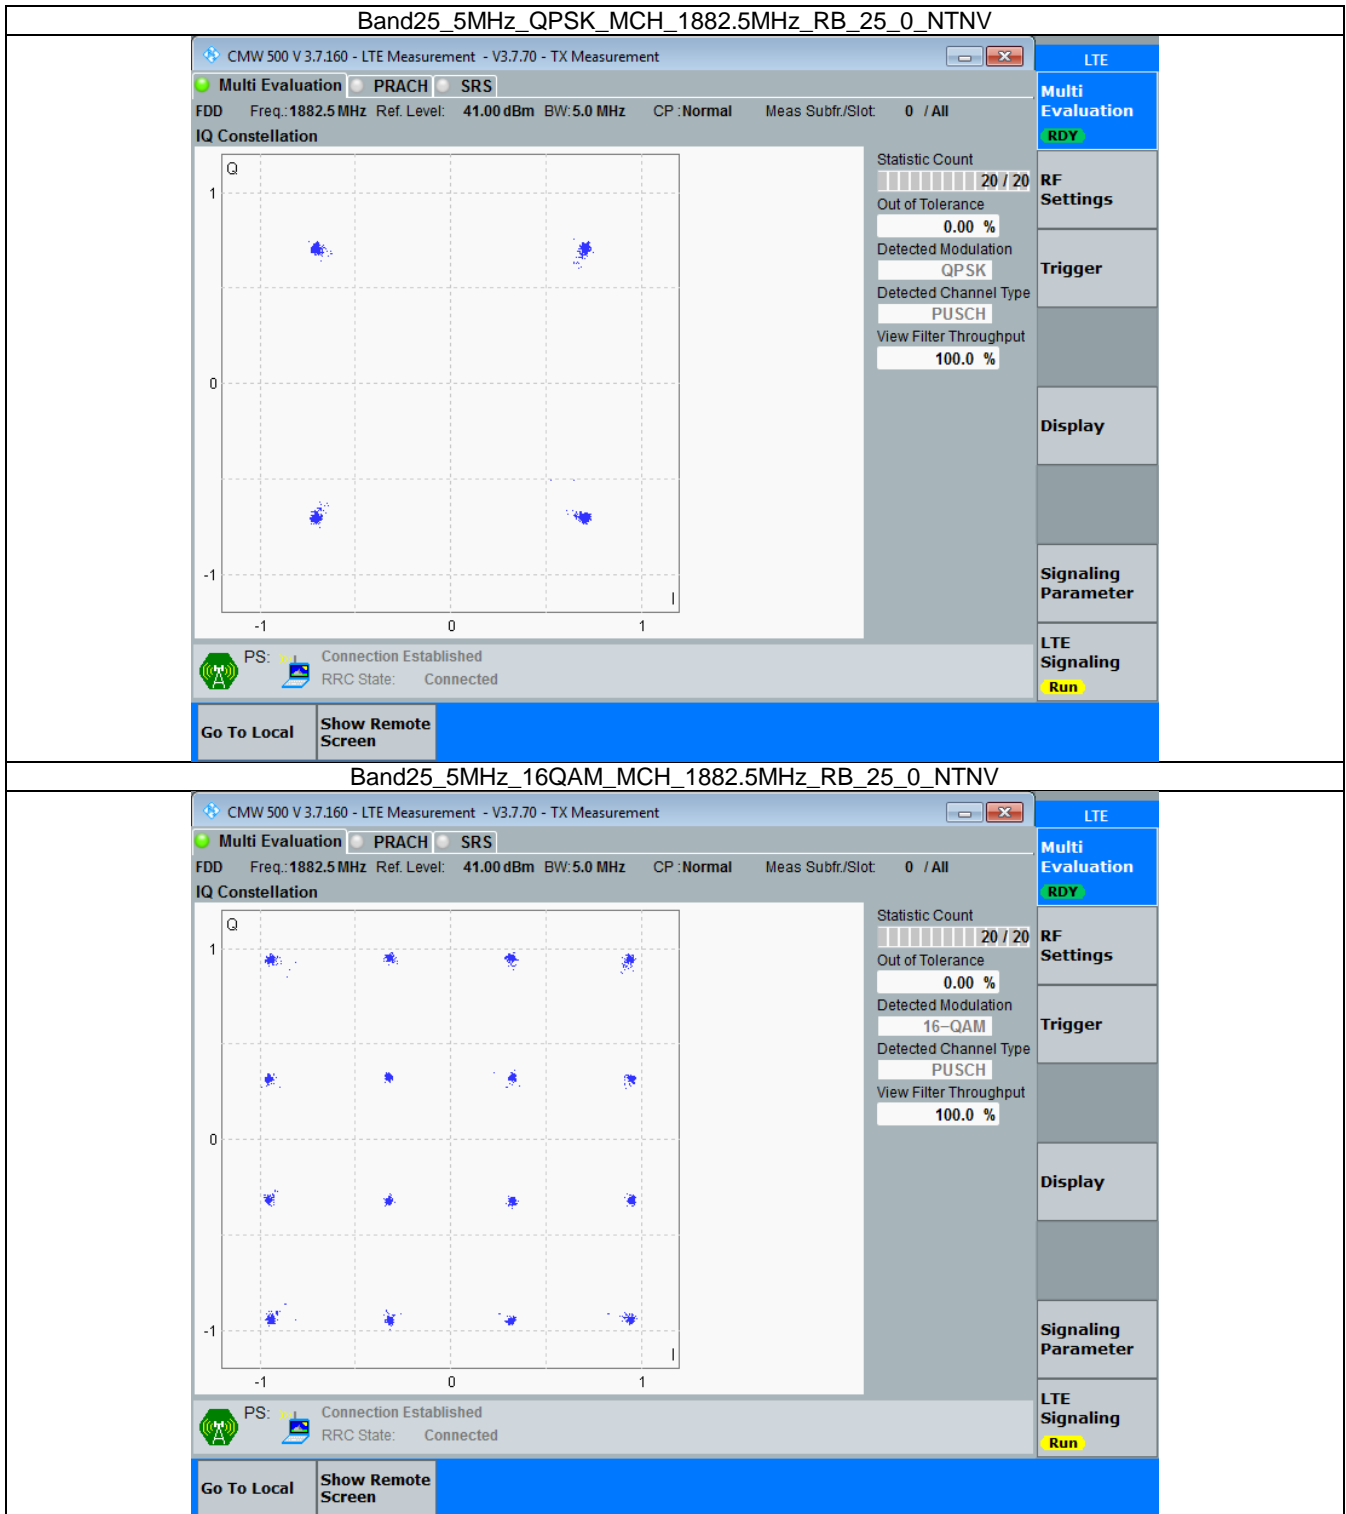 Band25_5MHz_QPSK_MCH_1882.5MHz_RB_25_0_NTNV
CMW 500 V 3.7.160 - LTE Measurement - V3.7.70 - TX Measurement
LTE
Multi Evaluation PRACH SRS
Multi
Evaluation
RDY
FDD Freq.:1882.5 MHz Ref. Level: 41.00 dBm BW: 5.0 MHz CP : Normal Meas Subfr./Slot: 0 / All
IQ Constellation
Q
1
0
-1
I
-1 0 1
Statistic Count
20 / 20
Out of Tolerance
0.00 %
Detected Modulation
QPSK
Detected Channel Type
PUSCH
View Filter Throughput
100.0 %
RF
Settings
Trigger
Display
Signaling
Parameter
LTE
Signaling
Run
PS: Connection Established
RRC State: Connected
Go To Local
Show Remote
Screen
Band25_5MHz_16QAM_MCH_1882.5MHz_RB_25_0_NTNV
CMW 500 V 3.7.160 - LTE Measurement - V3.7.70 - TX Measurement
LTE
Multi Evaluation PRACH SRS
Multi
Evaluation
RDY
FDD Freq.:1882.5 MHz Ref. Level: 41.00 dBm BW: 5.0 MHz CP : Normal Meas Subfr./Slot: 0 / All
IQ Constellation
Q
1
0
-1
I
-1 0 1
Statistic Count
20 / 20
Out of Tolerance
0.00 %
Detected Modulation
16-QAM
Detected Channel Type
PUSCH
View Filter Throughput
100.0 %
RF
Settings
Trigger
Display
Signaling
Parameter
LTE
Signaling
Run
PS: Connection Established
RRC State: Connected
Go To Local
Show Remote
Screen